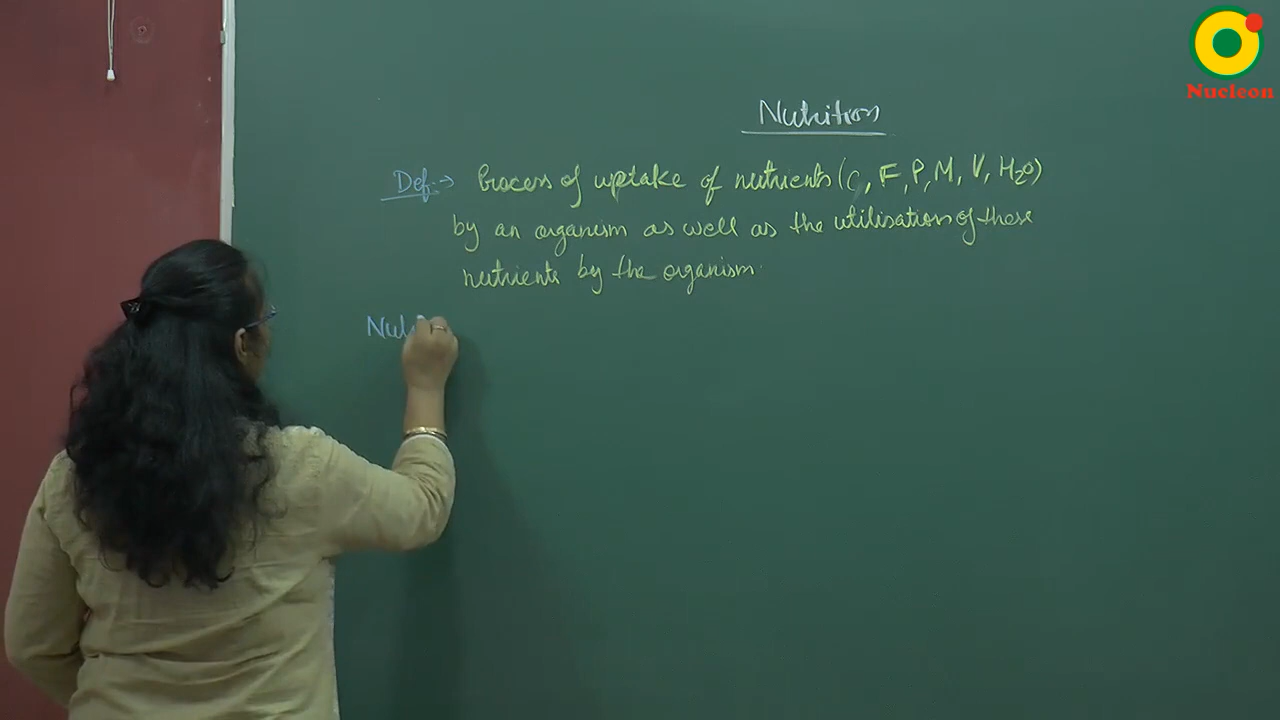 Nucleon
Nutrition
Def:→ Process of uptake of nutrients (C, F, P, M, V, H₂O)
by an organism as well as the utilisation of these
nutrients by the organism.
Nut